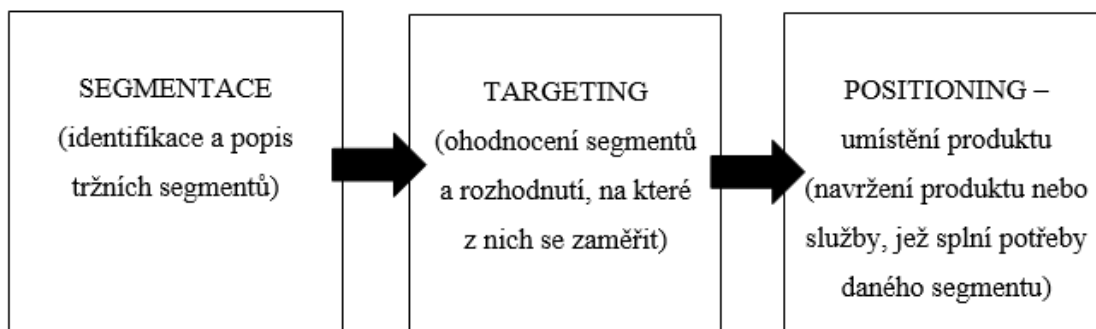 SEGMENTACE
(identifikace a popis
tržních segmentů)
TARGETING
(ohodnocení segmentů
a rozhodnutí, na které
z nich se zaměřit)
POSITIONING –
umístění produktu
(navržení produktu nebo
služby, jež splní potřeby
daného segmentu)